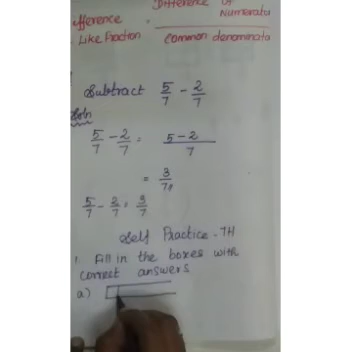 Difference of
fference = Numerato
Like Fraction Common denominato
Subtract 5/7 - 2/7
Soln
5/7 - 2/7 = 5-2/7
= 3/7,,
5/7 - 2/7 = 3/7
Self Practice - 7H
1. Fill in the boxes with
correct answers
a)